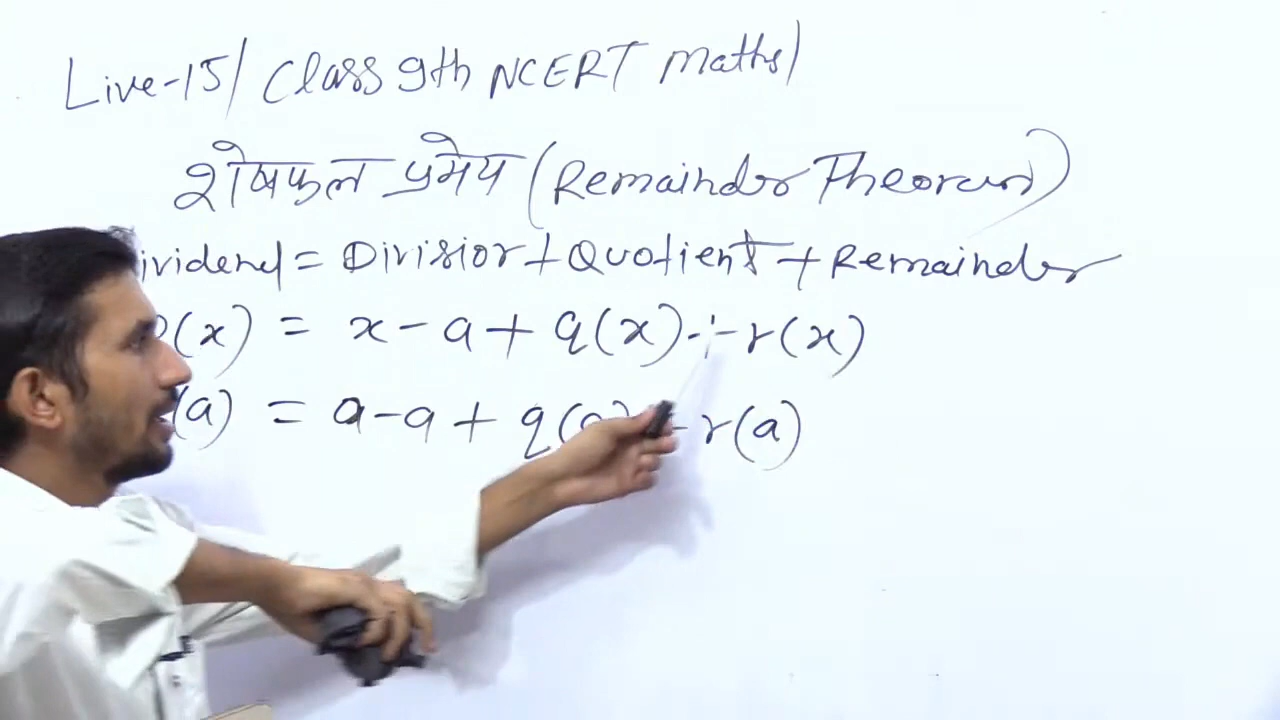 Live-15/ Class 9th NCERT Maths/
शेषफल प्रमेय (Remainder Theorem)
ividend = Divisior + Quotient + Remainder
(x) = x - a + q(x) + r(x)
(a) = a - a + q(a) - r(a)